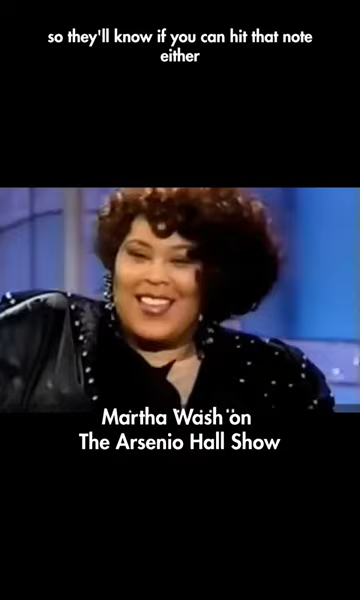 so they'll know if you can hit that note
either
Martha Wash on
The Arsenio Hall Show